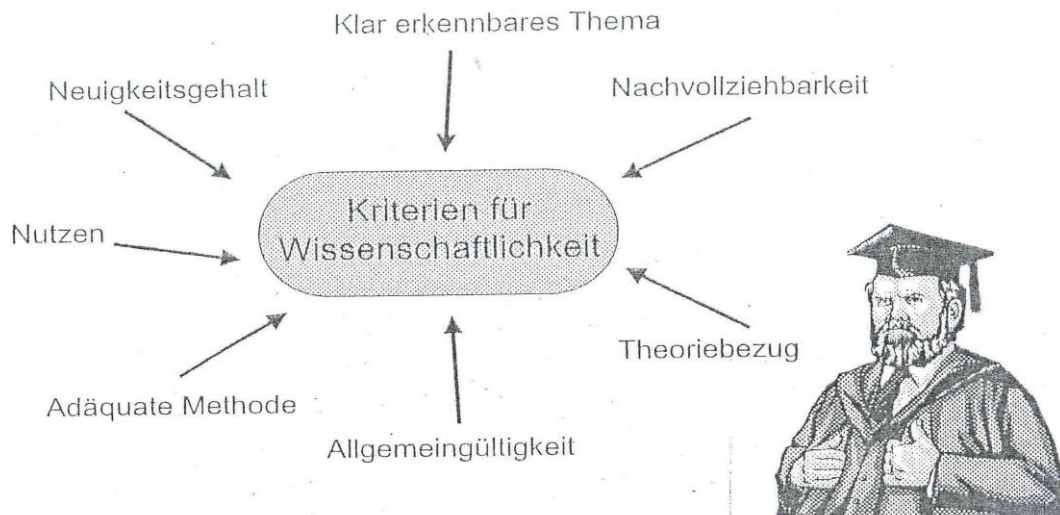 Klar erkennbares Thema
Neuigkeitsgehalt
Nachvollziehbarkeit
Kriterien für
Wissenschaftlichkeit
Nutzen
Theoriebezug
Adäquate Methode
Allgemeingültigkeit